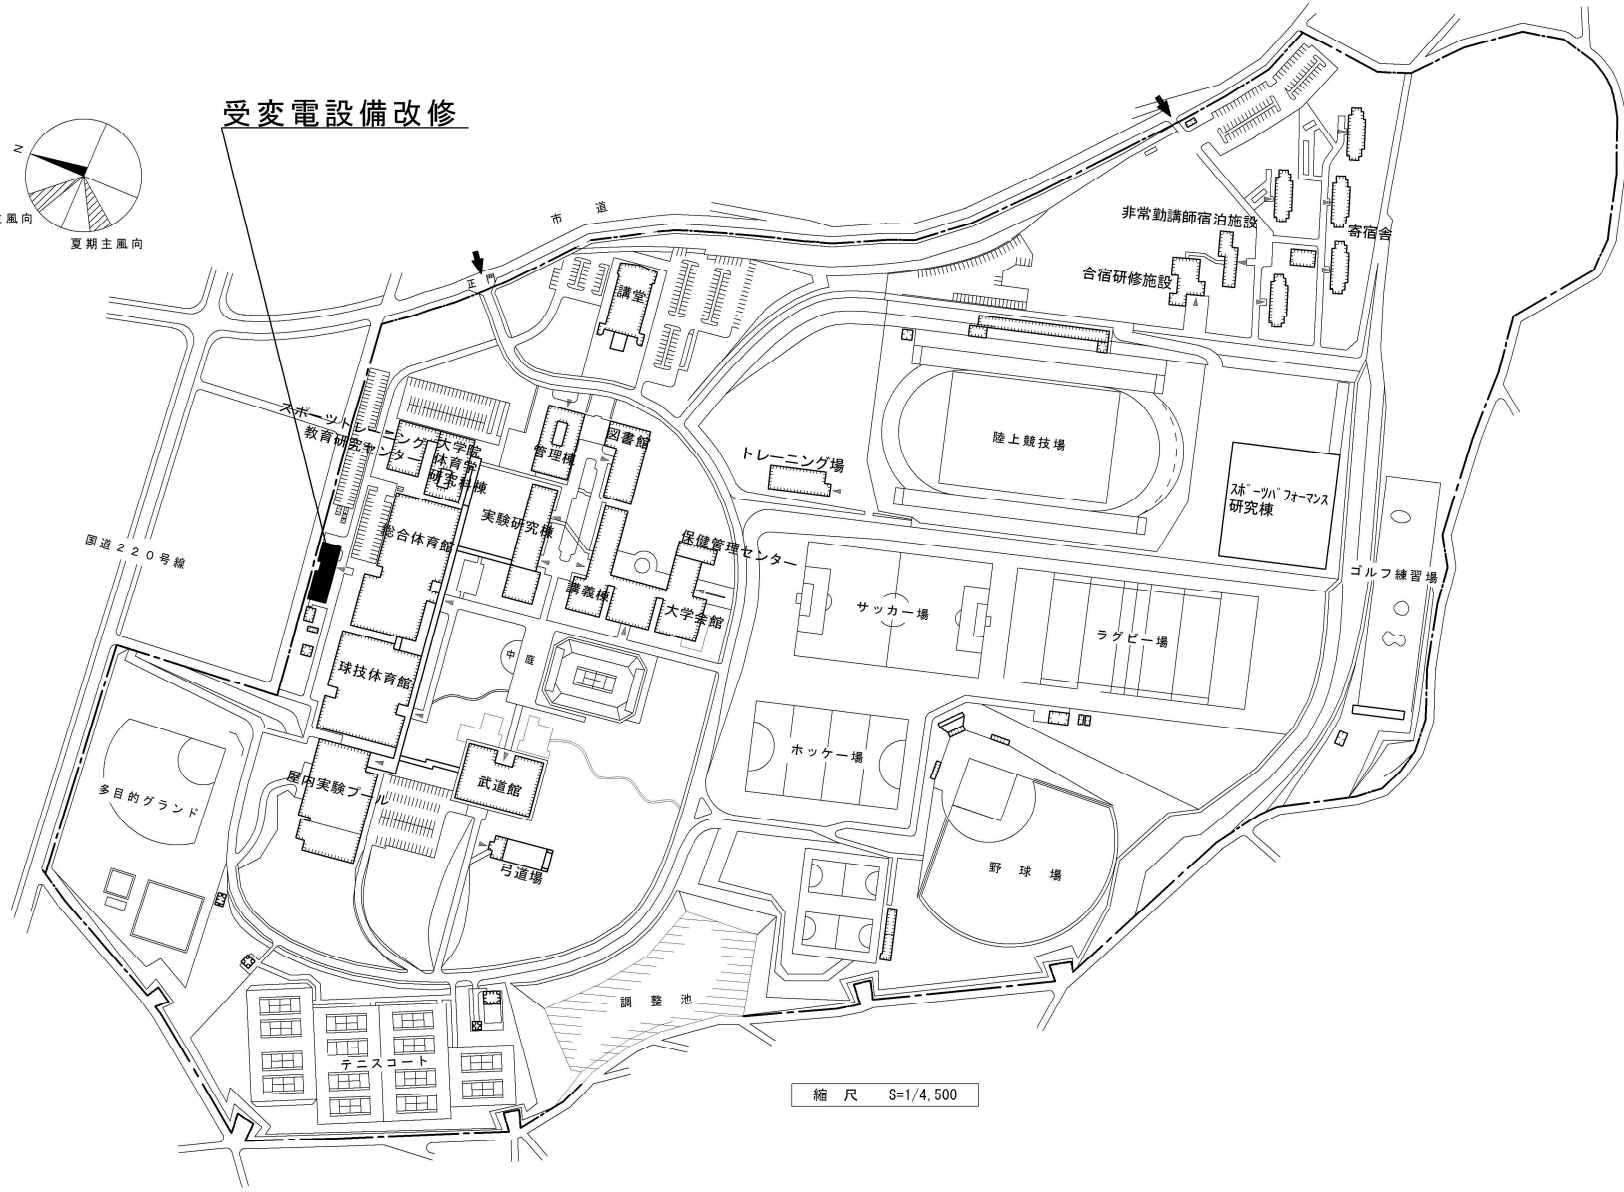 受変電設備改修
N
主風向
夏期主風向
市道
正門
講堂
非常勤講師宿泊施設
寄宿舎
合宿研修施設
スポーツトレーニング
教育研究センター
大学院
体育学
研究科棟
管理棟
図書館
トレーニング場
陸上競技場
スポーツパフォーマンス
研究棟
国道220号線
総合体育館
実験研究棟
保健管理センター
講義棟
大学会館
サッカー場
ラグビー場
ゴルフ練習場
球技体育館
中庭
ホッケー場
多目的グランド
屋内実験プール
武道館
弓道場
野球場
調整池
テニスコート
縮尺 S=1/4,500